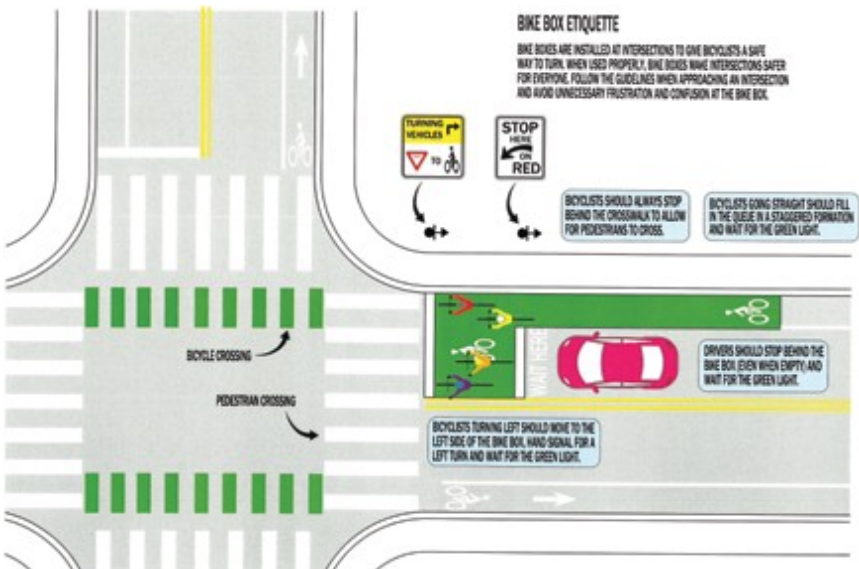 BIKE BOX ETIQUETTE
BIKE BOXES ARE INSTALLED AT INTERSECTIONS TO GIVE BICYCLISTS A SAFE
WAY TO TURN. WHEN USED PROPERLY, BIKE BOXES MAKE INTERSECTIONS SAFER
FOR EVERYONE. FOLLOW THE GUIDELINES WHEN APPROACHING AN INTERSECTION
AND AVOID UNNECESSARY FRUSTRATION AND CONFUSION AT THE BIKE BOX.
TURNING
VEHICLES
TO
STOP
HERE
ON
RED
BICYCLISTS SHOULD ALWAYS STOP
BEHIND THE CROSSWALK TO ALLOW
FOR PEDESTRIANS TO CROSS.
BICYCLISTS GOING STRAIGHT SHOULD FILL
IN THE QUEUE IN A STAGGERED FORMATION
AND WAIT FOR THE GREEN LIGHT.
BICYCLE CROSSING
WAIT HERE
DRIVERS SHOULD STOP BEHIND THE
BIKE BOX (EVEN WHEN EMPTY) AND
WAIT FOR THE GREEN LIGHT.
PEDESTRIAN CROSSING
BICYCLISTS TURNING LEFT SHOULD MOVE TO THE
LEFT SIDE OF THE BIKE BOX, HAND SIGNAL FOR A
LEFT TURN AND WAIT FOR THE GREEN LIGHT.